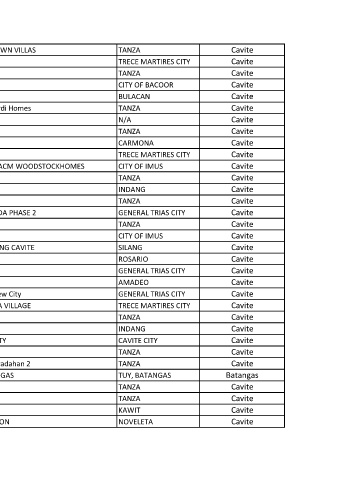 WN VILLAS TANZA Cavite
TRECE MARTIRES CITY Cavite
TANZA Cavite
CITY OF BACOOR Cavite
BULACAN Cavite
rdi Homes TANZA Cavite
N/A Cavite
TANZA Cavite
CARMONA Cavite
TRECE MARTIRES CITY Cavite
ACM WOODSTOCKHOMES CITY OF IMUS Cavite
TANZA Cavite
INDANG Cavite
TANZA Cavite
DA PHASE 2 GENERAL TRIAS CITY Cavite
TANZA Cavite
CITY OF IMUS Cavite
NG CAVITE SILANG Cavite
ROSARIO Cavite
GENERAL TRIAS CITY Cavite
AMADEO Cavite
ew City GENERAL TRIAS CITY Cavite
A VILLAGE TRECE MARTIRES CITY Cavite
TANZA Cavite
INDANG Cavite
TY CAVITE CITY Cavite
TANZA Cavite
radahan 2 TANZA Cavite
GAS TUY, BATANGAS Batangas
TANZA Cavite
TANZA Cavite
KAWIT Cavite
ON NOVELETA Cavite